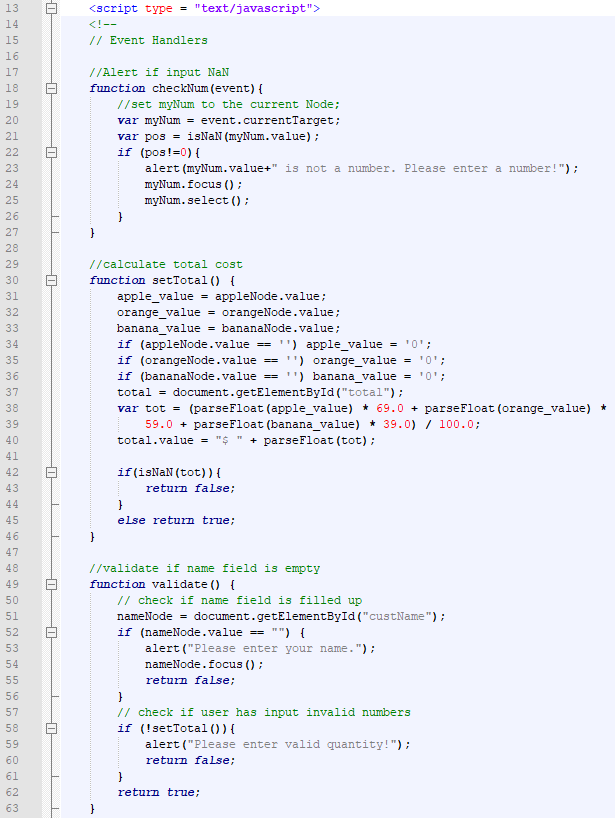 13 <script type = "text/javascript">
14 <!--
15 // Event Handlers
16
17 //Alert if input NaN
18 function checkNum(event){
19 //set myNum to the current Node;
20 var myNum = event.currentTarget;
21 var pos = isNaN(myNum.value);
22 if (pos!=0){
23 alert(myNum.value+" is not a number. Please enter a number!");
24 myNum.focus();
25 myNum.select();
26 }
27 }
28
29 //calculate total cost
30 function setTotal() {
31 apple_value = appleNode.value;
32 orange_value = orangeNode.value;
33 banana_value = bananaNode.value;
34 if (appleNode.value == '') apple_value = '0';
35 if (orangeNode.value == '') orange_value = '0';
36 if (bananaNode.value == '') banana_value = '0';
37 total = document.getElementById("total");
38 var tot = (parseFloat(apple_value) * 69.0 + parseFloat(orange_value) *
39 59.0 + parseFloat(banana_value) * 39.0) / 100.0;
40 total.value = "$ " + parseFloat(tot);
41
42 if(isNaN(tot)){
43 return false;
44 }
45 else return true;
46 }
47
48 //validate if name field is empty
49 function validate() {
50 // check if name field is filled up
51 nameNode = document.getElementById("custName");
52 if (nameNode.value == "") {
53 alert("Please enter your name.");
54 nameNode.focus();
55 return false;
56 }
57 // check if user has input invalid numbers
58 if (!setTotal()){
59 alert("Please enter valid quantity!");
60 return false;
61 }
62 return true;
63 }